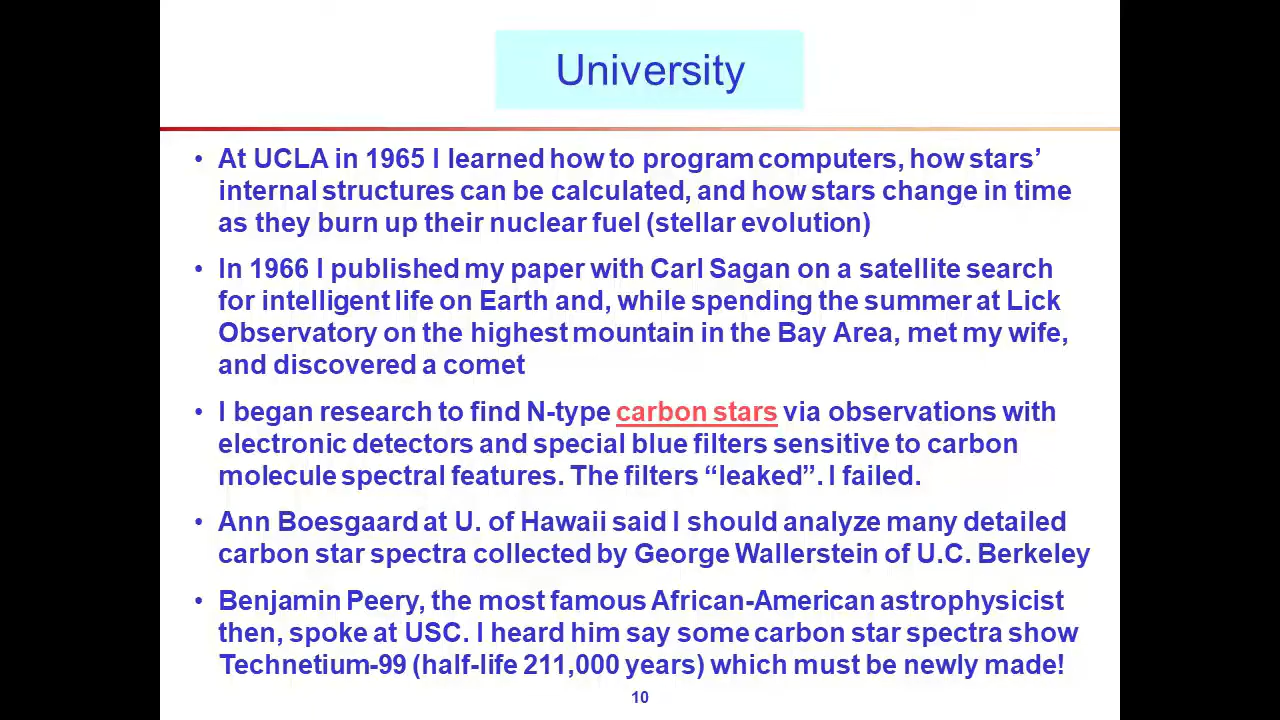 University
• At UCLA in 1965 I learned how to program computers, how stars’
internal structures can be calculated, and how stars change in time
as they burn up their nuclear fuel (stellar evolution)
• In 1966 I published my paper with Carl Sagan on a satellite search
for intelligent life on Earth and, while spending the summer at Lick
Observatory on the highest mountain in the Bay Area, met my wife,
and discovered a comet
• I began research to find N-type carbon stars via observations with
electronic detectors and special blue filters sensitive to carbon
molecule spectral features. The filters “leaked”. I failed.
• Ann Boesgaard at U. of Hawaii said I should analyze many detailed
carbon star spectra collected by George Wallerstein of U.C. Berkeley
• Benjamin Peery, the most famous African-American astrophysicist
then, spoke at USC. I heard him say some carbon star spectra show
Technetium-99 (half-life 211,000 years) which must be newly made!
10